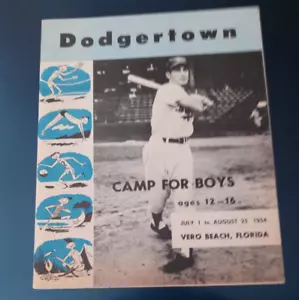 Dodgertown
CAMP FOR BOYS
ages 12-16
JULY 1 to AUGUST 25 1954
VERO BEACH, FLORIDA